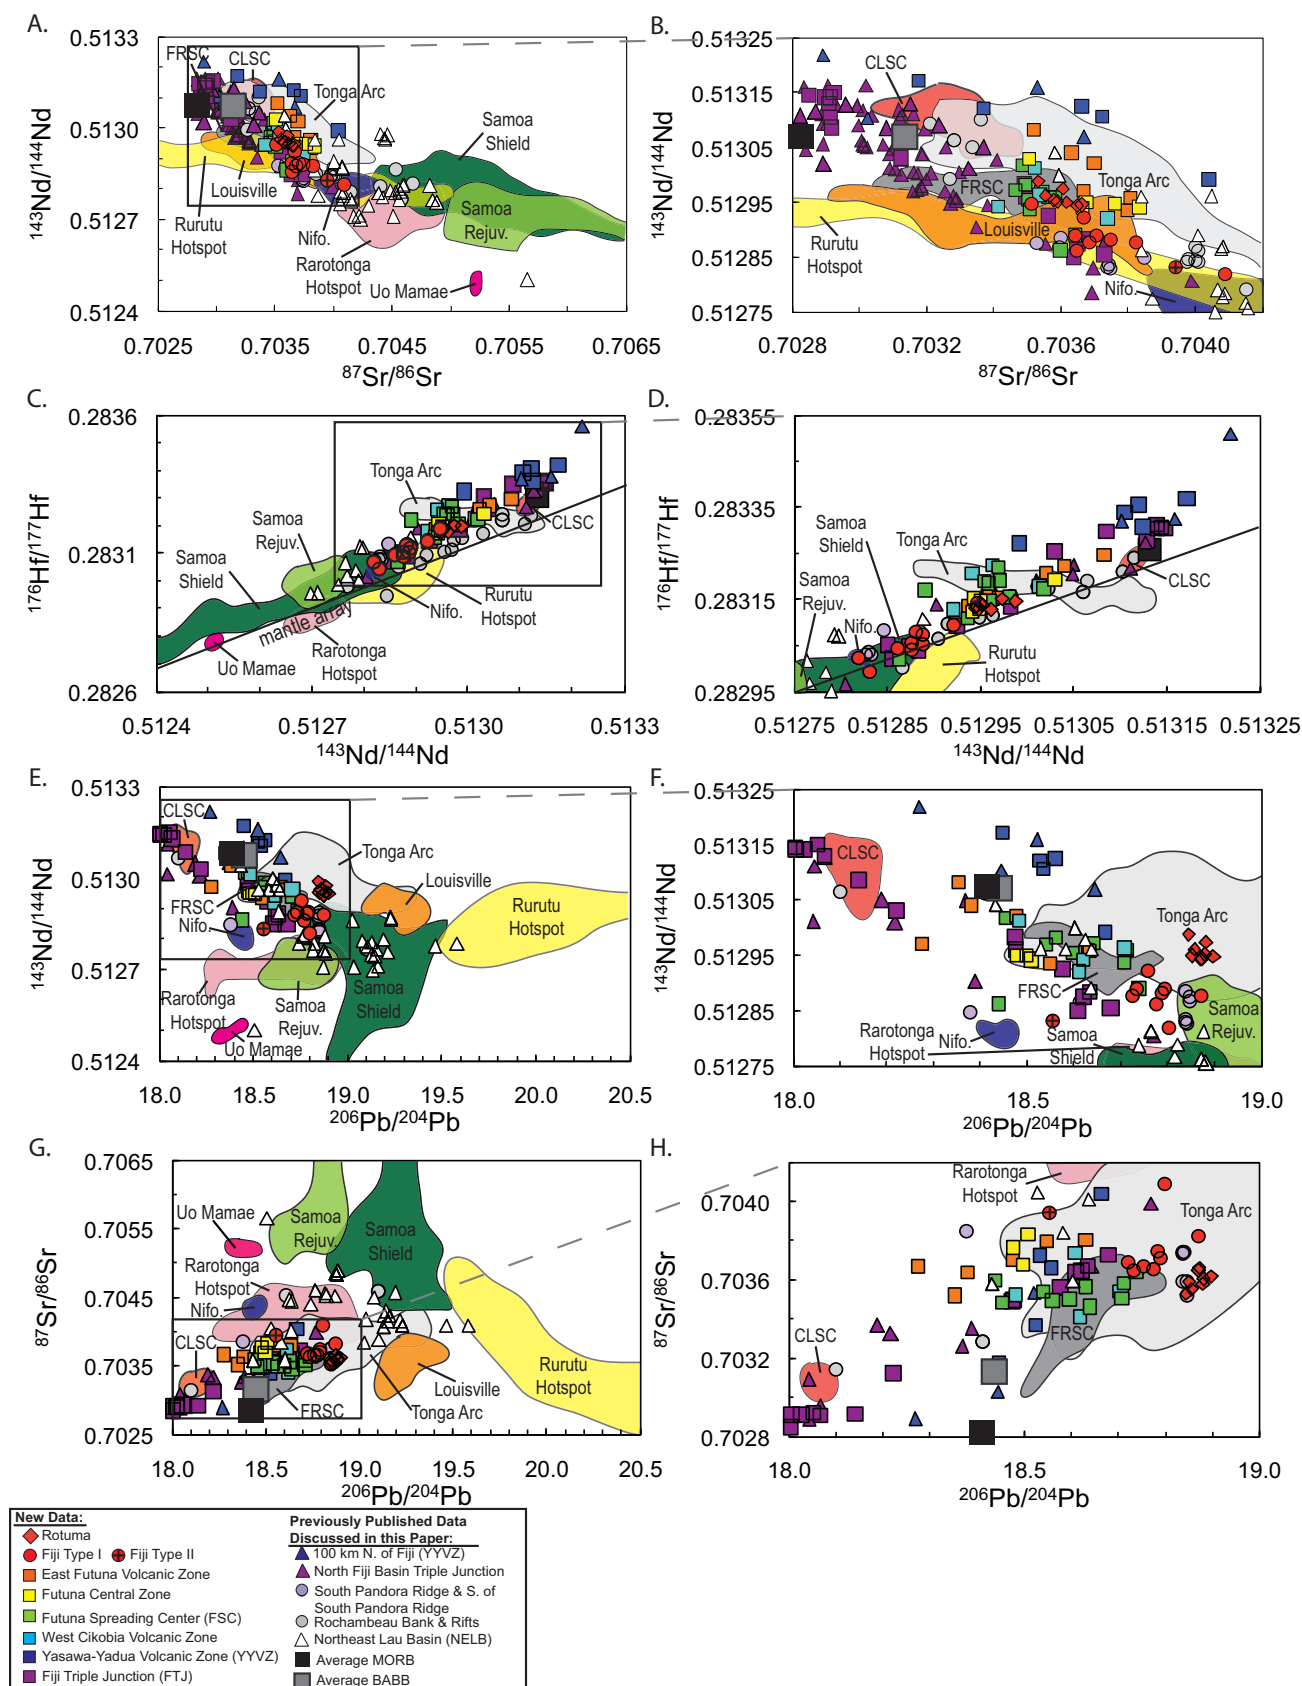 A.
0.5133
0.5130
0.5127
0.5124
143Nd/144Nd
0.7025
0.7035
0.7045
0.7055
0.7065
87Sr/86Sr
FRSC
CLSC
Tonga Arc
Samoa
Shield
Louisville
Rurutu
Hotspot
Nifo.
Samoa
Rejuv.
Rarotonga
Hotspot
Uo Mamae
B.
0.51325
0.51315
0.51305
0.51295
0.51285
0.51275
143Nd/144Nd
0.7028
0.7032
0.7036
0.7040
87Sr/86Sr
CLSC
FRSC
Tonga Arc
Louisville
Rurutu
Hotspot
Nifo.
C.
0.2836
0.2831
0.2826
176Hf/177Hf
0.5124
0.5127
0.5130
0.5133
143Nd/144Nd
Tonga Arc
Samoa
Rejuv.
Samoa
Shield
CLSC
mantle array
Nifo.
Rurutu
Hotspot
Rarotonga
Hotspot
Uo Mamae
D.
0.28355
0.28335
0.28315
0.28295
176Hf/177Hf
0.51275
0.51285
0.51295
0.51305
0.51315
0.51325
143Nd/144Nd
Samoa
Shield
Tonga Arc
Samoa
Rejuv.
Nifo.
CLSC
Rurutu
Hotspot
E.
0.5133
0.5130
0.5127
0.5124
143Nd/144Nd
18.0
18.5
19.0
19.5
20.0
20.5
206Pb/204Pb
CLSC
Tonga Arc
Louisville
FRSC
Nifo.
Rurutu
Hotspot
Rarotonga
Hotspot
Samoa
Rejuv.
Samoa
Shield
Uo Mamae
F.
0.51325
0.51315
0.51305
0.51295
0.51285
0.51275
143Nd/144Nd
18.0
18.5
19.0
206Pb/204Pb
CLSC
Tonga Arc
FRSC
Rarotonga
Hotspot
Nifo.
Samoa
Shield
Samoa
Rejuv.
G.
0.7065
0.7055
0.7045
0.7035
0.7025
87Sr/86Sr
18.0
18.5
19.0
19.5
20.0
20.5
206Pb/204Pb
Uo Mamae
Samoa
Rejuv.
Samoa
Shield
Rarotonga
Hotspot
Nifo.
CLSC
Rurutu
Hotspot
Louisville
FRSC
Tonga Arc
H.
0.7040
0.7036
0.7032
0.7028
87Sr/86Sr
18.0
18.5
19.0
206Pb/204Pb
Rarotonga
Hotspot
Tonga Arc
CLSC
FRSC
New Data:
Rotuma
Fiji Type I
Fiji Type II
East Futuna Volcanic Zone
Futuna Central Zone
Futuna Spreading Center (FSC)
West Cikobia Volcanic Zone
Yasawa-Yadua Volcanic Zone (YYVZ)
Fiji Triple Junction (FTJ)
Previously Published Data
Discussed in this Paper:
100 km N. of Fiji (YYVZ)
North Fiji Basin Triple Junction
South Pandora Ridge & S. of
South Pandora Ridge
Rochambeau Bank & Rifts
Northeast Lau Basin (NELB)
Average MORB
Average BABB